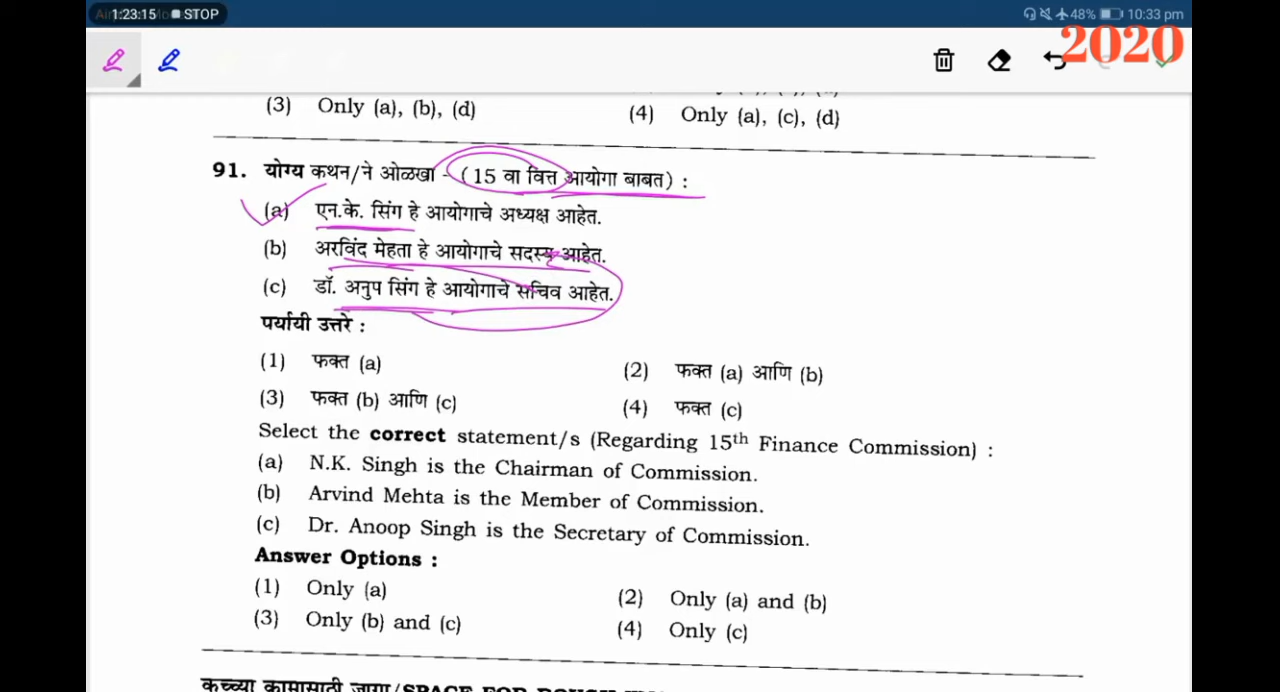 1:23:15 STOP 48% 10:33 pm
2020
(3) Only (a), (b), (d) (4) Only (a), (c), (d)
91. योग्य कथन/ने ओळखा - (15 वा वित्त आयोगा बाबत) :
(a) एन.के. सिंग हे आयोगाचे अध्यक्ष आहेत.
(b) अरविंद मेहता हे आयोगाचे सदस्य आहेत.
(c) डॉ. अनुप सिंग हे आयोगाचे सचिव आहेत.
पर्यायी उत्तरे :
(1) फक्त (a) (2) फक्त (a) आणि (b)
(3) फक्त (b) आणि (c) (4) फक्त (c)
Select the correct statement/s (Regarding 15th Finance Commission) :
(a) N.K. Singh is the Chairman of Commission.
(b) Arvind Mehta is the Member of Commission.
(c) Dr. Anoop Singh is the Secretary of Commission.
Answer Options :
(1) Only (a) (2) Only (a) and (b)
(3) Only (b) and (c) (4) Only (c)
कच्च्या कामासाठी जागा/SPACE FOR ROUGH